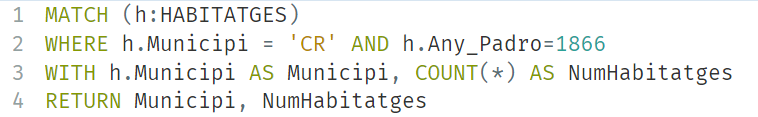 1 MATCH (h:HABITATGES)
2 WHERE h.Municipi = 'CR' AND h.Any_Padro=1866
3 WITH h.Municipi AS Municipi, COUNT(*) AS NumHabitatges
4 RETURN Municipi, NumHabitatges